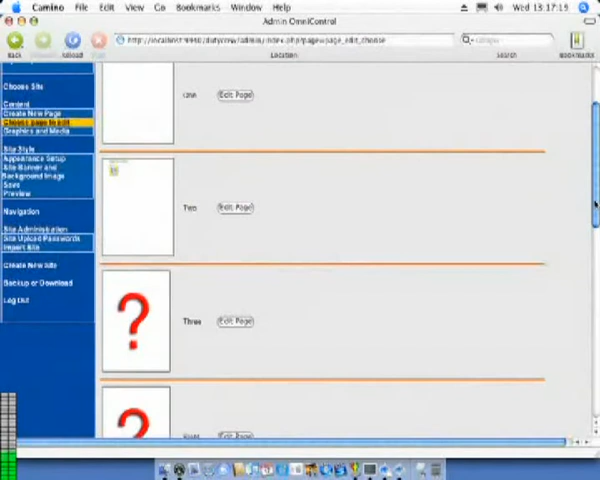 Camino File Edit View Go Bookmarks Window Help Wed 13:17:19
Admin OmniControl
Back Reload Location Search Bookmarks
Choose Site
Content
Create New Page
Choose page to edit
Graphics and Media
Site Style
Appearance Setup
Site Banner and
Background Image
Save
Preview
Navigation
Site Administration
Site Upload Passwords
Import Site
Create New Site
Backup or Download
Log Out
One Edit Page
Two Edit Page
? Three Edit Page
? Edit Page